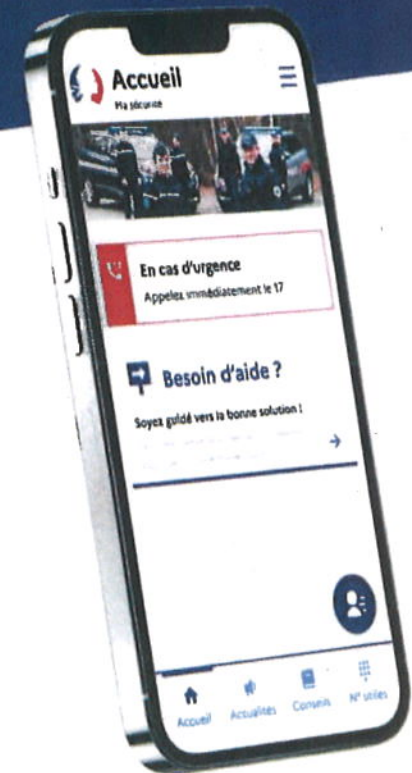 Accueil
Ma sécurité
En cas d'urgence
Appelez immédiatement le 17
Besoin d'aide ?
Soyez guidé vers la bonne solution !
Accueil
Actualités
Conseils
N° utiles